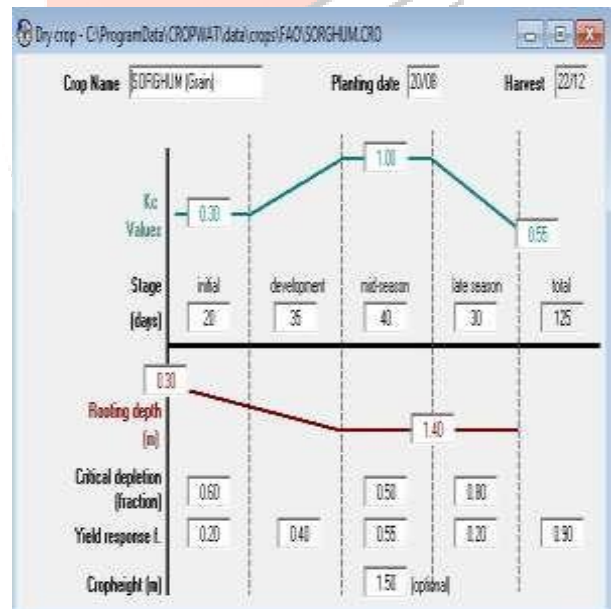 Dry crop - C:\ProgramData\CROPWAT\data\crops\FAO\SORGHUM.CRO
Crop Name SORGHUM (Grain) Planting date 20/08 Harvest 22/12
1.00
Kc 0.30
Values 0.55
Stage initial development mid-season late season total
(days) 20 35 40 30 125
0.30
Rooting depth 1.40
(m)
Critical depletion 0.60 0.50 0.80
(fraction)
Yield response f. 0.20 0.40 0.55 0.20 0.90
Cropheight (m) 1.50 (optional)